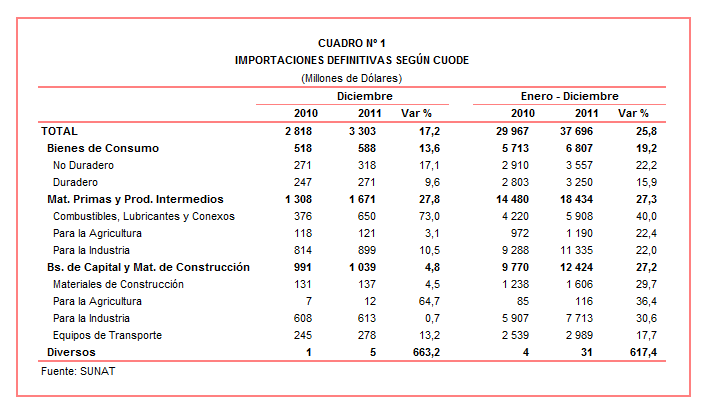 CUADRO Nº 1
IMPORTACIONES DEFINITIVAS SEGÚN CUODE
(Millones de Dólares)
Diciembre Enero - Diciembre
2010 2011 Var % 2010 2011 Var %
TOTAL 2 818 3 303 17,2 29 967 37 696 25,8
Bienes de Consumo 518 588 13,6 5 713 6 807 19,2
No Duradero 271 318 17,1 2 910 3 557 22,2
Duradero 247 271 9,6 2 803 3 250 15,9
Mat. Primas y Prod. Intermedios 1 308 1 671 27,8 14 480 18 434 27,3
Combustibles, Lubricantes y Conexos 376 650 73,0 4 220 5 908 40,0
Para la Agricultura 118 121 3,1 972 1 190 22,4
Para la Industria 814 899 10,5 9 288 11 335 22,0
Bs. de Capital y Mat. de Construcción 991 1 039 4,8 9 770 12 424 27,2
Materiales de Construcción 131 137 4,5 1 238 1 606 29,7
Para la Agricultura 7 12 64,7 85 116 36,4
Para la Industria 608 613 0,7 5 907 7 713 30,6
Equipos de Transporte 245 278 13,2 2 539 2 989 17,7
Diversos 1 5 663,2 4 31 617,4
Fuente: SUNAT